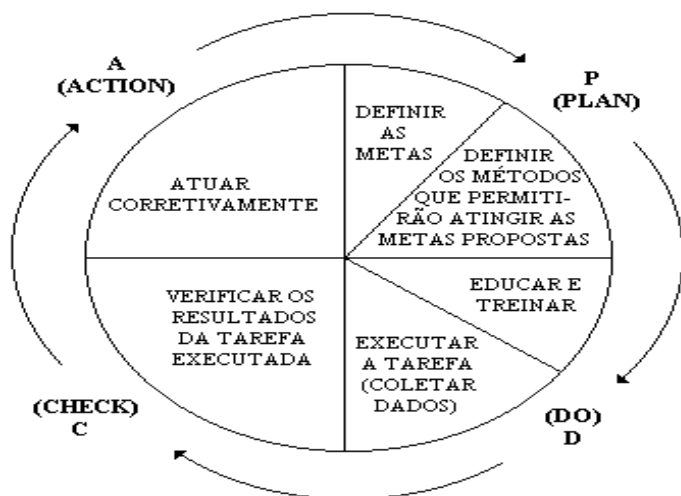 A
(ACTION)
P
(PLAN)
DEFINIR
AS
METAS
DEFINIR
OS MÉTODOS
QUE PERMITI-
RÃO ATINGIR AS
METAS PROPOSTAS
ATUAR
CORRETIVAMENTE
EDUCAR E
TREINAR
VERIFICAR OS
RESULTADOS
DA TAREFA
EXECUTADA
EXECUTAR
A TAREFA
(COLETAR
DADOS)
(CHECK)
C
(DO)
D